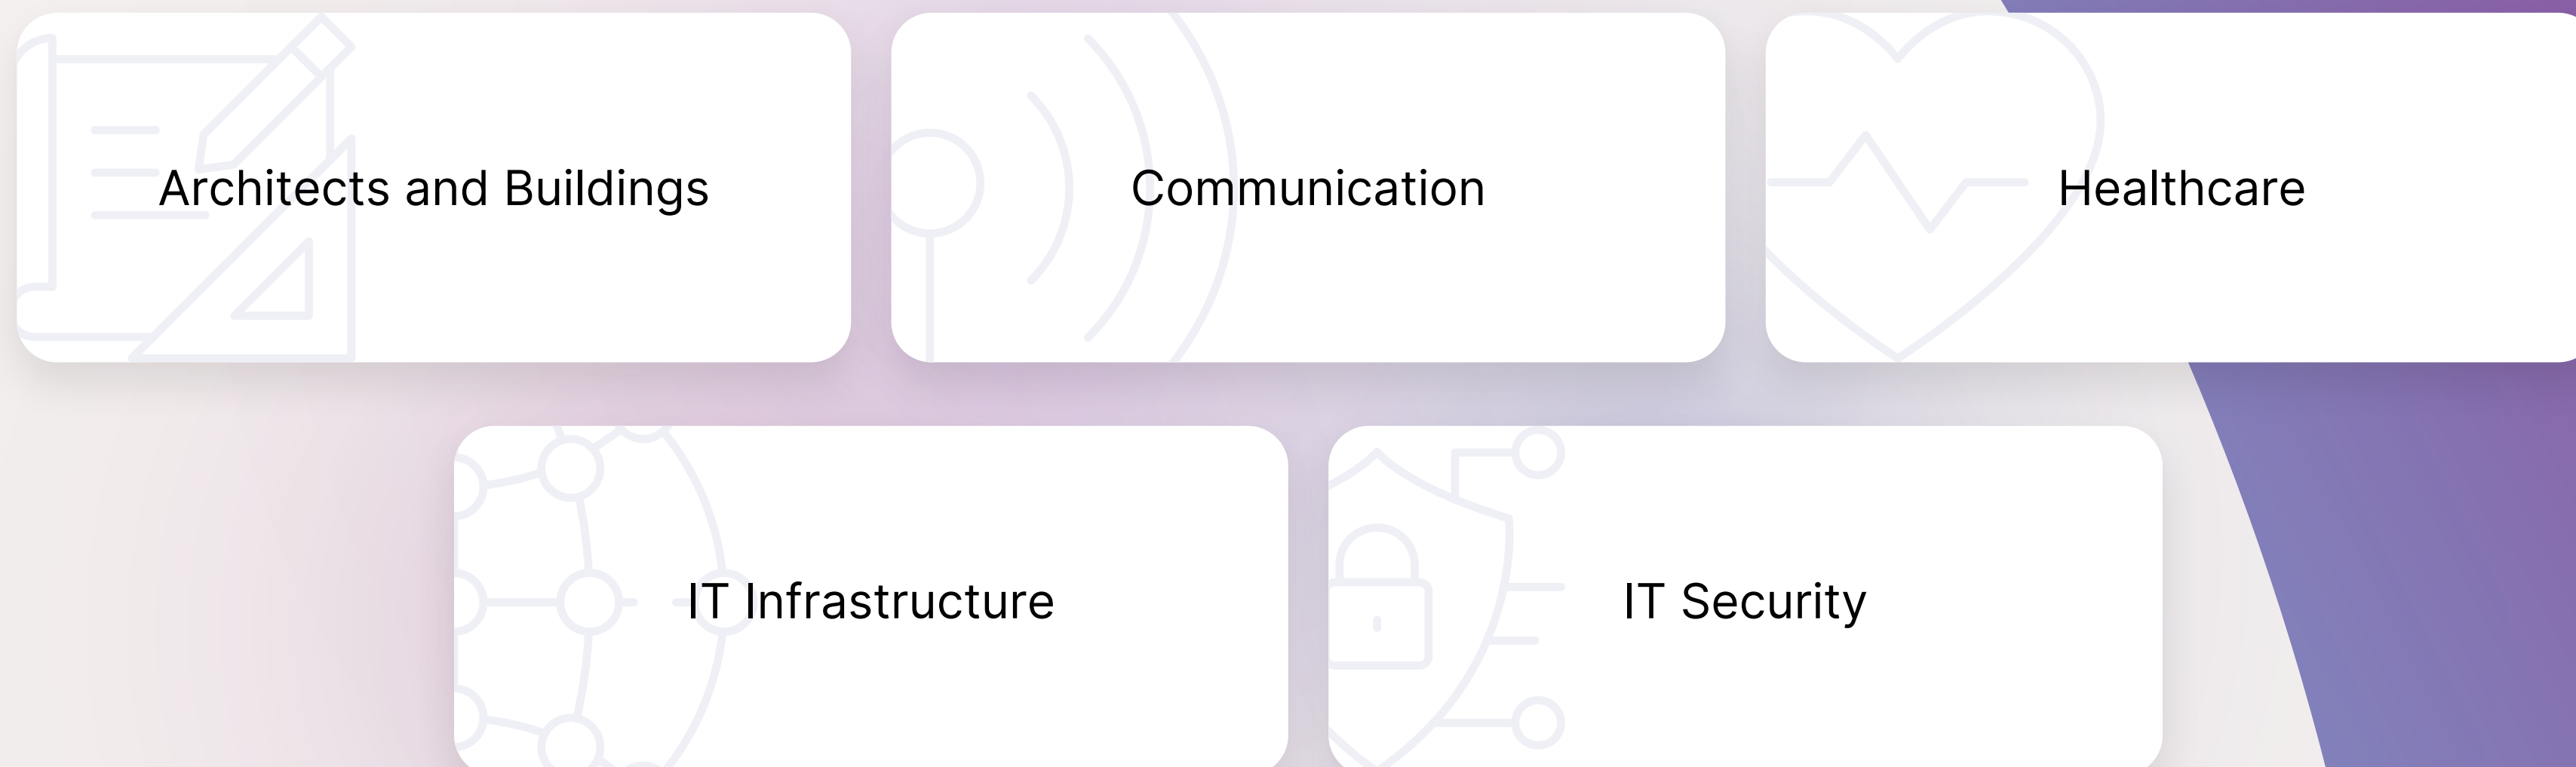 Architects and Buildings
Communication
Healthcare
IT Infrastructure
IT Security